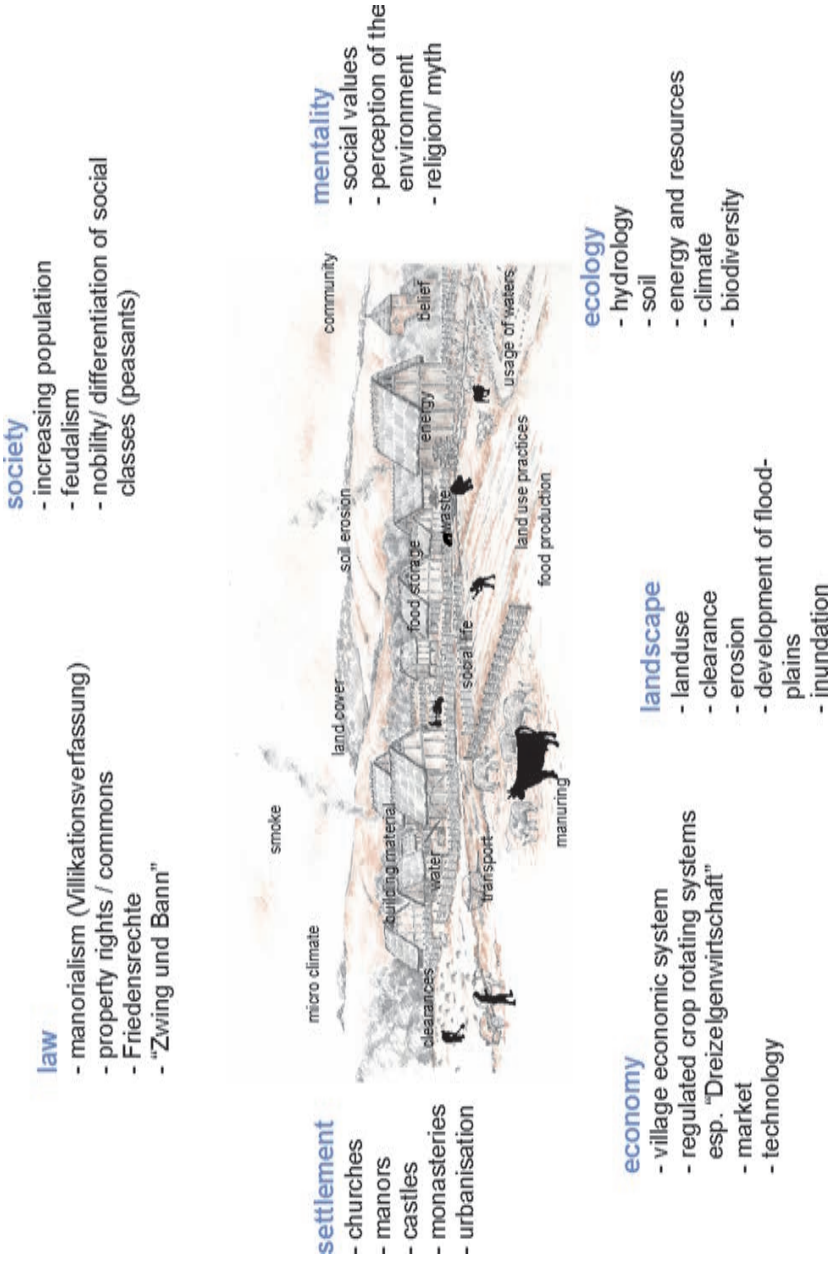 law
- manorialism (Villikationsverfassung)
- property rights / commons
- Friedensrechte
- “Zwing und Bann”
society
- increasing population
- feudalism
- nobility/ differentiation of social
classes (peasants)
settlement
- churches
- manors
- castles
- monasteries
- urbanisation
micro climate
smoke
land cover
soil erosion
community
clearances
building material
water
food storage
energy
belief
transport
social life
waste
usage of waters
manuring
land use practices
food production
mentality
- social values
- perception of the
environment
- religion/ myth
economy
- village economic system
- regulated crop rotating systems
esp. “Dreizelgenwirtschaft”
- market
- technology
landscape
- landuse
- clearance
- erosion
- development of flood-
plains
- inundation
ecology
- hydrology
- soil
- energy and resources
- climate
- biodiversity